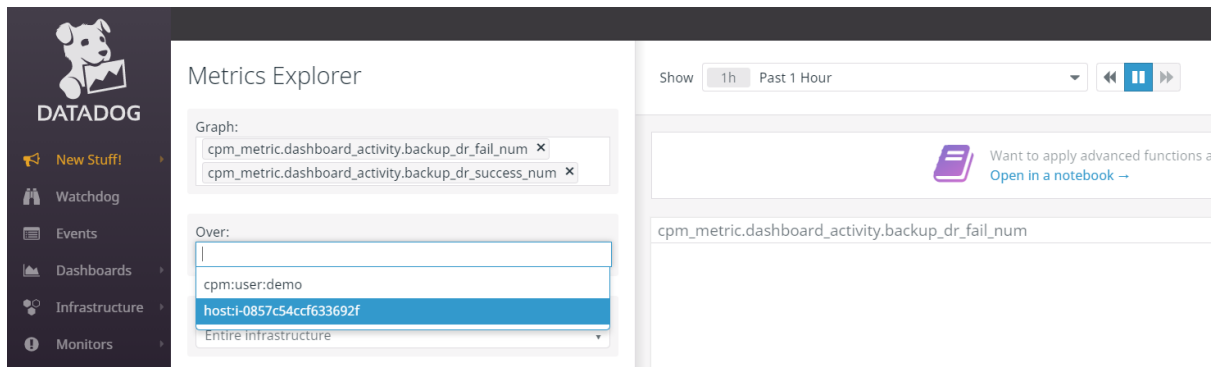 DATADOG
New Stuff!
Watchdog
Events
Dashboards
Infrastructure
Monitors
Metrics Explorer
Graph:
cpm_metric.dashboard_activity.backup_dr_fail_num ×
cpm_metric.dashboard_activity.backup_dr_success_num ×
Over:
cpm:user:demo
host:i-0857c54ccf633692f
Entire infrastructure
Show 1h Past 1 Hour
Want to apply advanced functions a
Open in a notebook →
cpm_metric.dashboard_activity.backup_dr_fail_num